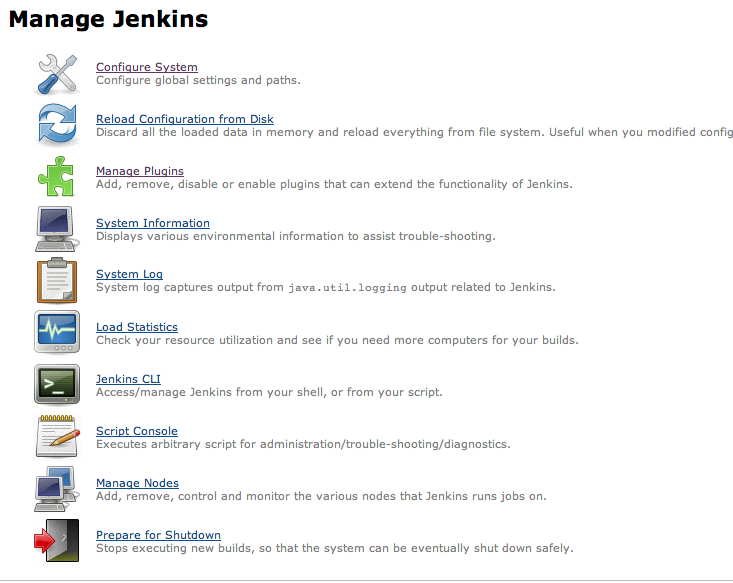 Manage Jenkins
Configure System
Configure global settings and paths.
Reload Configuration from Disk
Discard all the loaded data in memory and reload everything from file system. Useful when you modified config
Manage Plugins
Add, remove, disable or enable plugins that can extend the functionality of Jenkins.
System Information
Displays various environmental information to assist trouble-shooting.
System Log
System log captures output from java.util.logging output related to Jenkins.
Load Statistics
Check your resource utilization and see if you need more computers for your builds.
Jenkins CLI
Access/manage Jenkins from your shell, or from your script.
Script Console
Executes arbitrary script for administration/trouble-shooting/diagnostics.
Manage Nodes
Add, remove, control and monitor the various nodes that Jenkins runs jobs on.
Prepare for Shutdown
Stops executing new builds, so that the system can be eventually shut down safely.